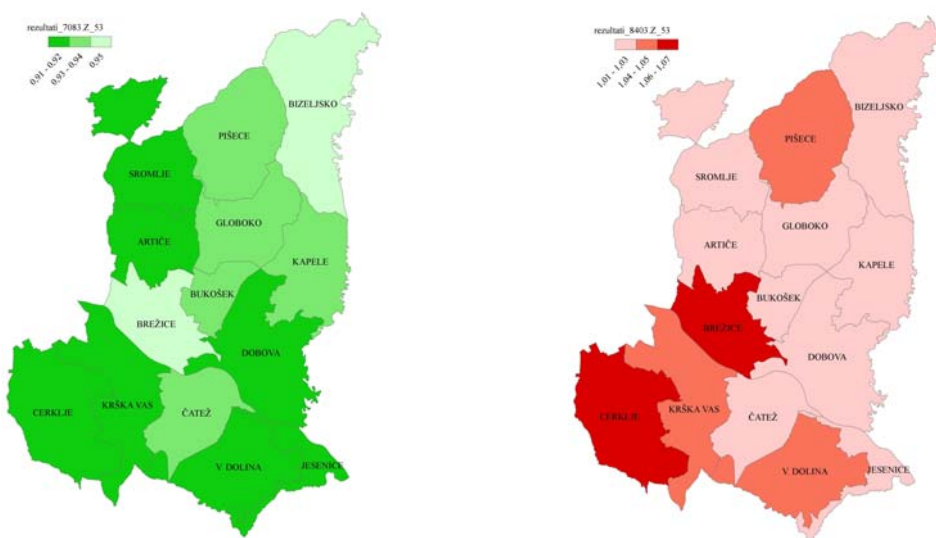 rezultati_7083.Z_53
0,91 - 0,92
0,93 - 0,94
0,95
BIZELJSKO
PIŠECE
SROMLJE
GLOBOKO
ARTIČE
KAPELE
BUKOŠEK
BREŽICE
DOBOVA
CERKLJE
KRŠKA VAS
ČATEŽ
V. DOLINA
JESENICE
rezultati_8403.Z_53
1,01 - 1,03
1,04 - 1,05
1,06 - 1,07
BIZELJSKO
PIŠECE
SROMLJE
GLOBOKO
ARTIČE
KAPELE
BUKOŠEK
BREŽICE
DOBOVA
CERKLJE
KRŠKA VAS
ČATEŽ
V. DOLINA
JESENICE